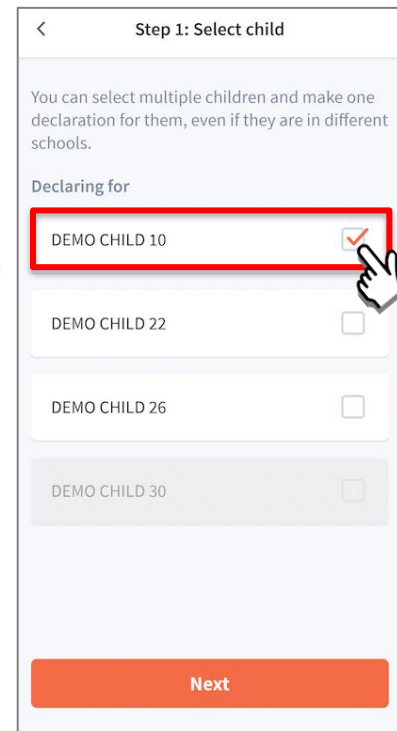 Step 1: Select child
You can select multiple children and make one
declaration for them, even if they are in different
schools.
Declaring for
DEMO CHILD 10
DEMO CHILD 22
DEMO CHILD 26
DEMO CHILD 30
Next